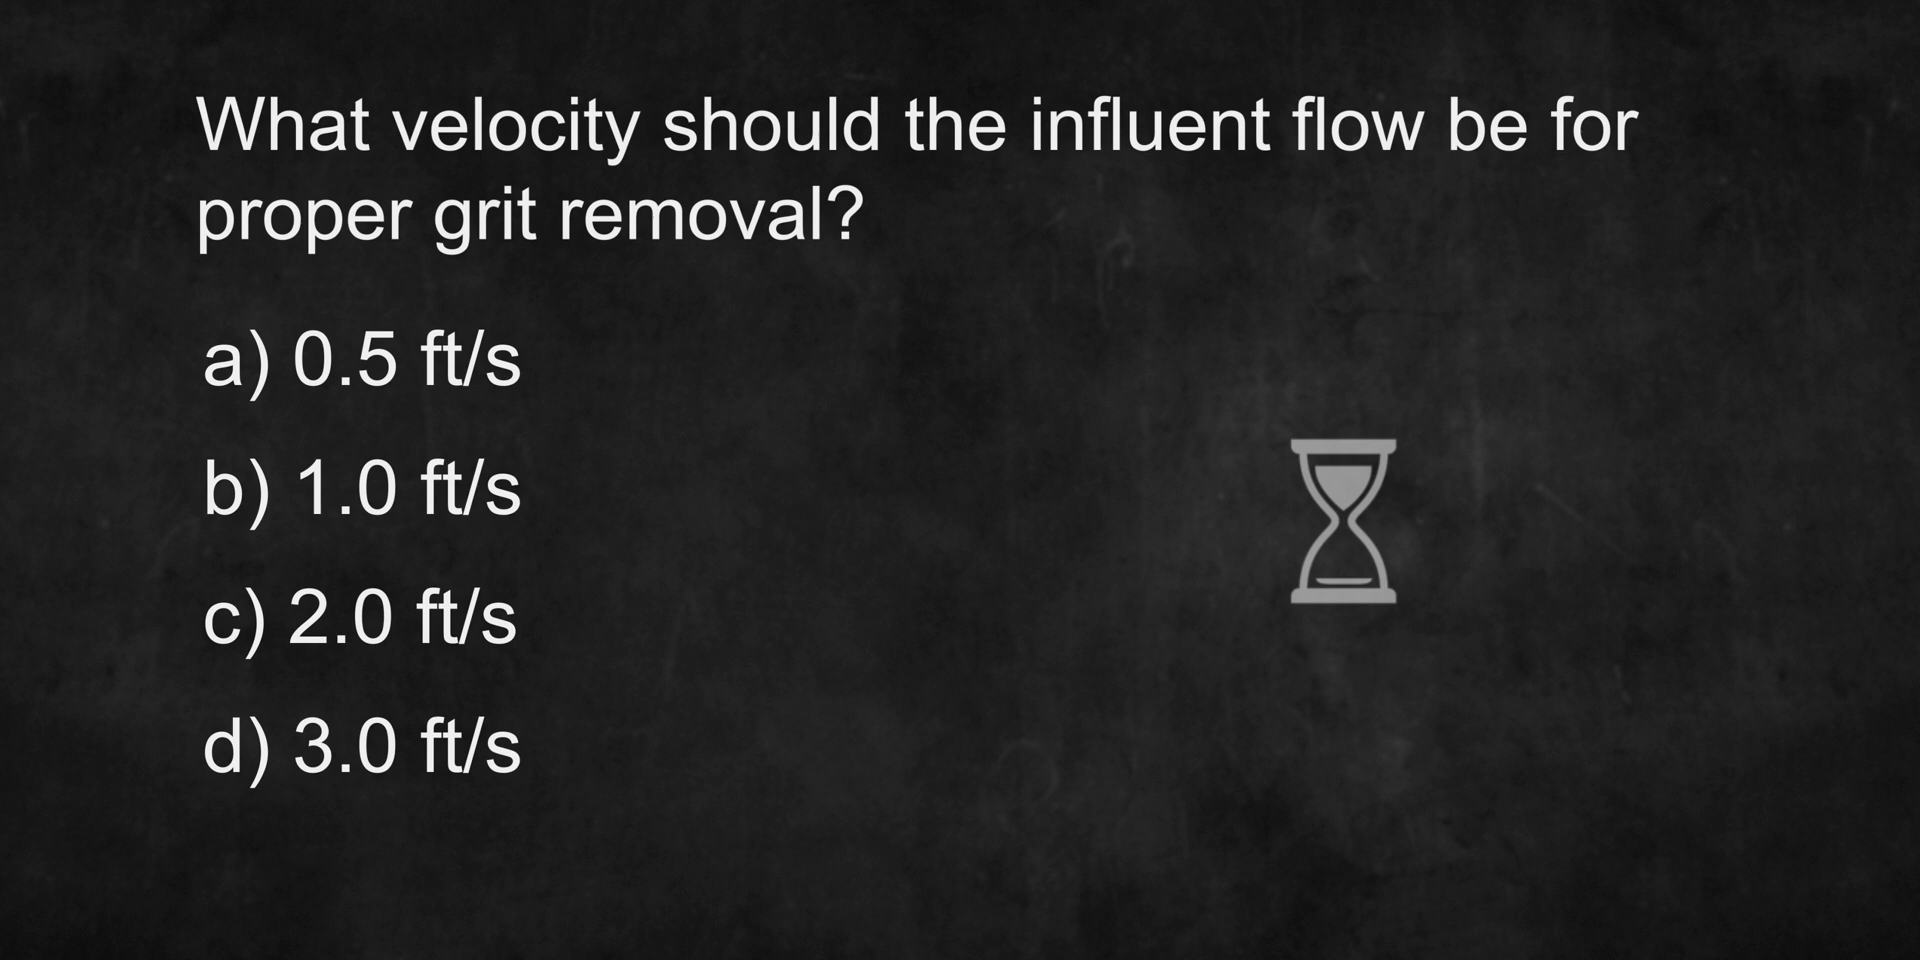 What velocity should the influent flow be for
proper grit removal?
a) 0.5 ft/s
b) 1.0 ft/s
c) 2.0 ft/s
d) 3.0 ft/s